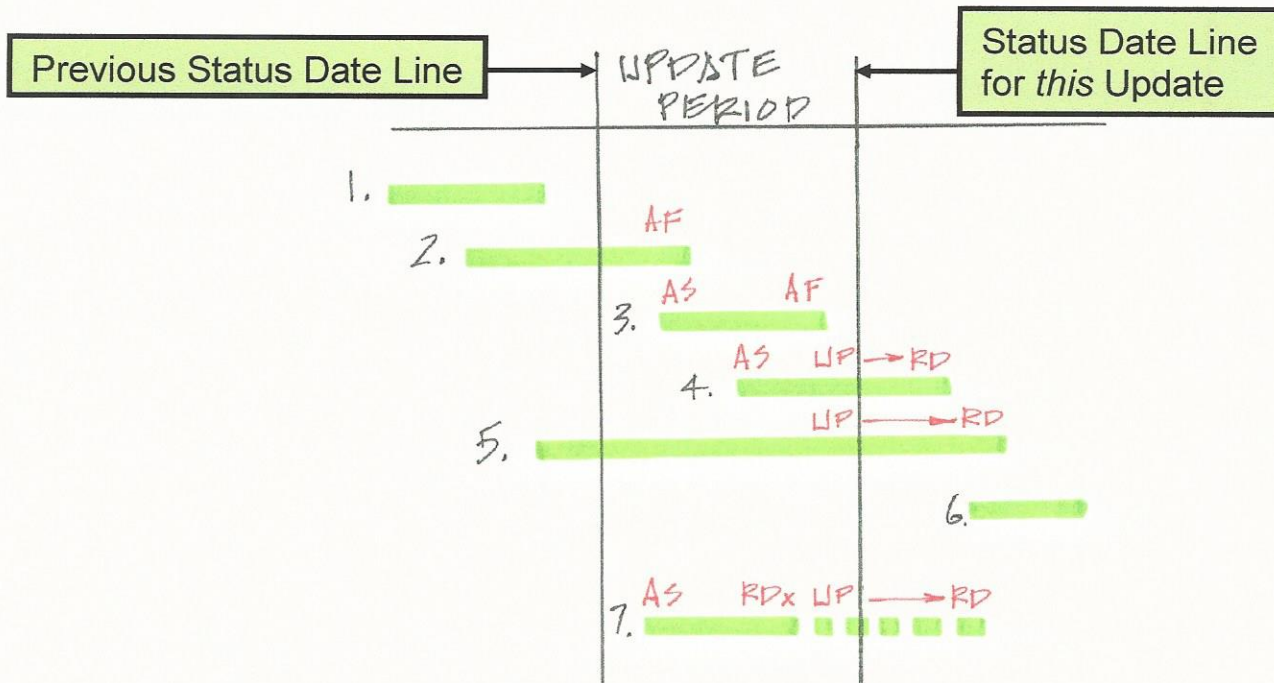 Previous Status Date Line
UPDATE
PERIOD
Status Date Line
for this Update
1.
AF
2.
AS AF
3.
AS UP RD
4.
UP RD
5.
6.
AS RDx UP RD
7.